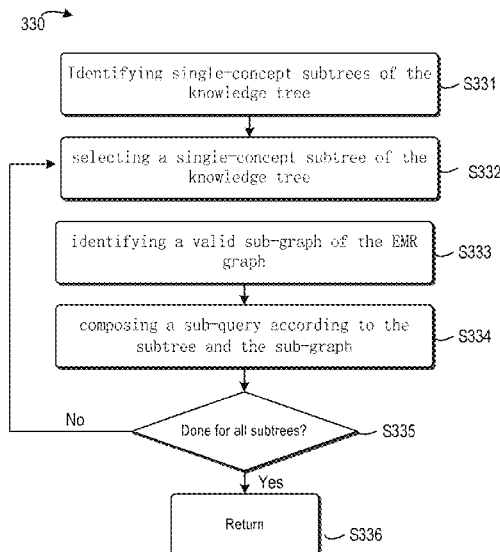 330
Identifying single-concept subtrees of the
knowledge tree
S331
selecting a single-concept subtree of the
knowledge tree
S332
identifying a valid sub-graph of the EMR
graph
S333
composing a sub-query according to the
subtree and the sub-graph
S334
No
Done for all subtrees?
S335
Yes
Return
S336